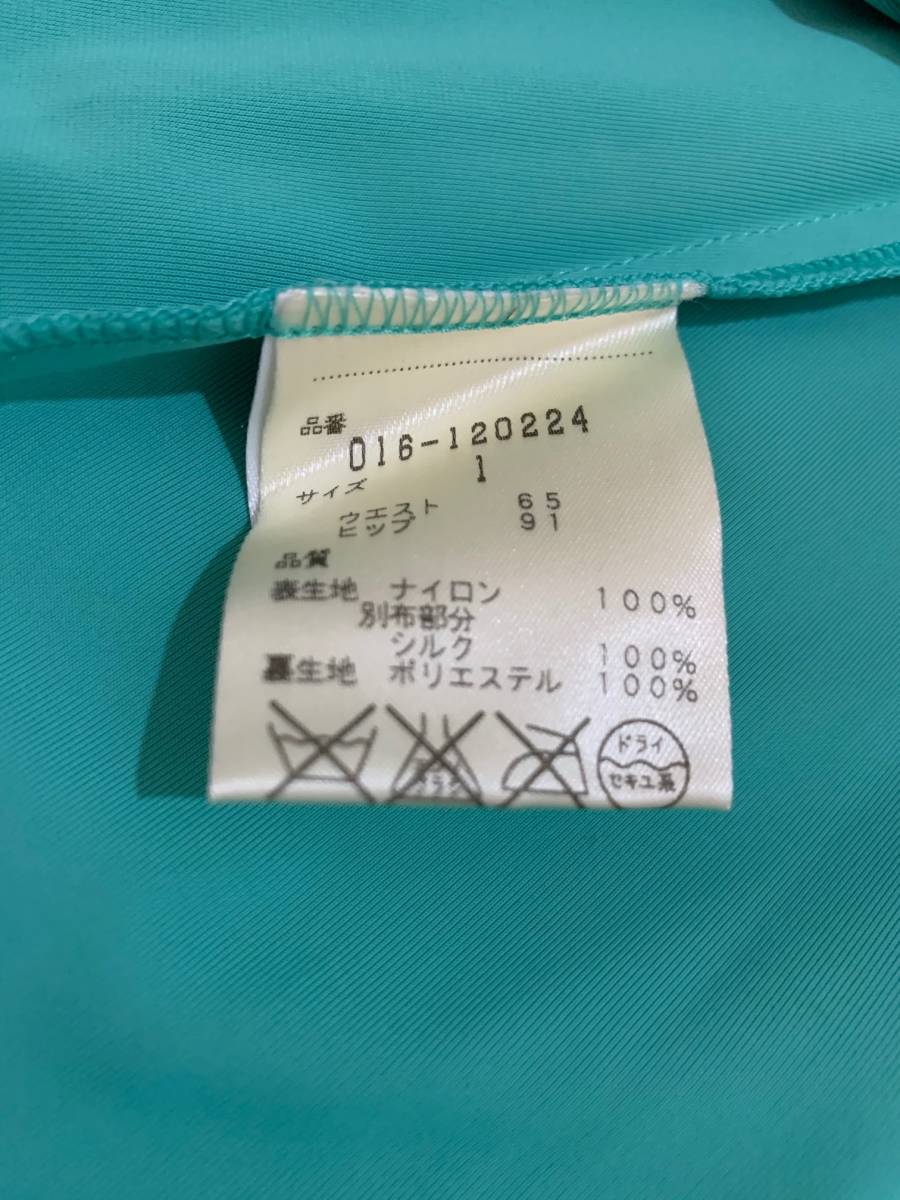 品番
016-120224
サイズ 1
ウエスト 65
ヒップ 91
品質
表生地 ナイロン 100%
別布部分
シルク 100%
裏生地 ポリエステル 100%
ドライ
セキユ系